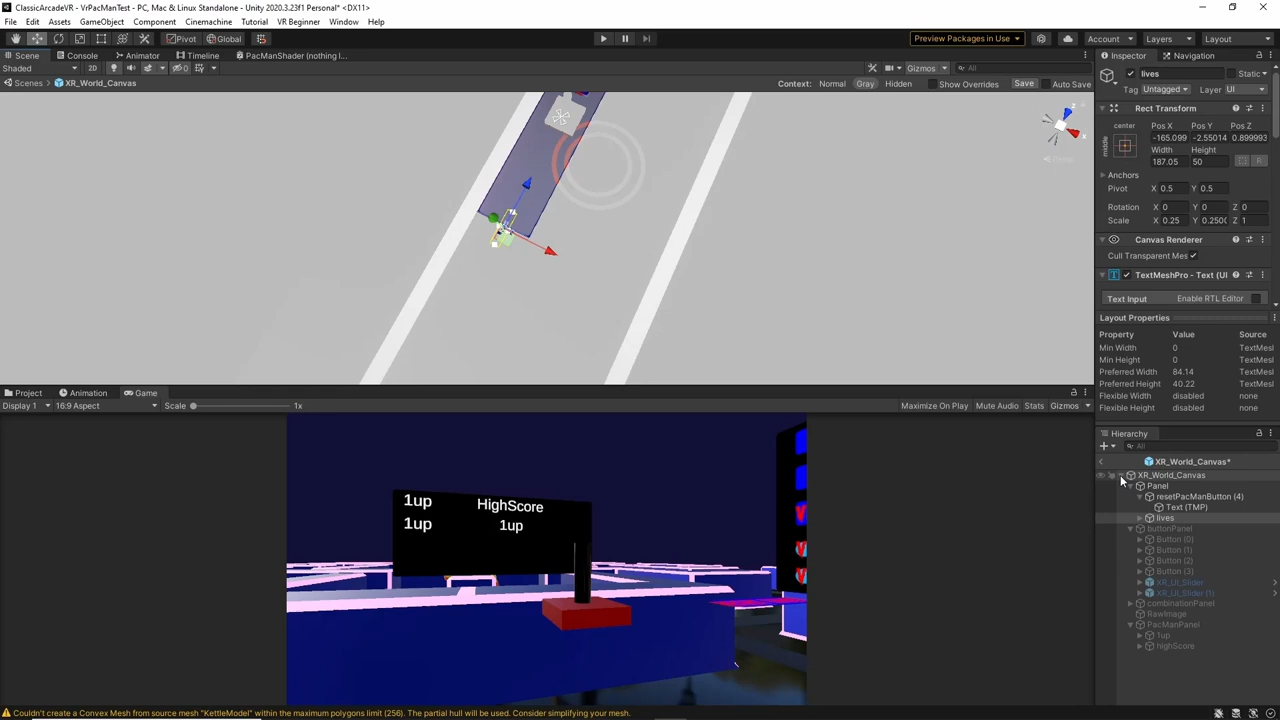 ClassicArcadeVR - VrPacManTest - PC, Mac & Linux Standalone - Unity 2020.3.23f1 Personal* <DX11>
File Edit Assets GameObject Component Cinemachine Tutorial VR Beginner Window Help
Pivot Global Preview Packages in Use Account Layers Layout
Scene Console Animator Timeline PacManShader (nothing l... Inspector Navigation
Shaded 2D 0 Gizmos All lives Static
Scenes XR_World_Canvas Context: Normal Gray Hidden Show Overrides Save Auto Save Tag Untagged Layer UI
Rect Transform
center Pos X Pos Y Pos Z
middle -165.099 -2.55014 0.899993
Width Height
187.05 50 R
Anchors
Pivot X 0.5 Y 0.5
Rotation X 0 Y 0 Z 0
Scale X 0.25 Y 0.250( Z 1
Canvas Renderer
Cull Transparent Mes
TextMeshPro - Text (UI
Text Input Enable RTL Editor
Layout Properties
Property Value Source
Min Width 0 TextMesl
Min Height 0 TextMesl
Preferred Width 84.14 TextMesl
Preferred Height 40.22 TextMesl
Flexible Width disabled none
Flexible Height disabled none
Project Animation Game
Display 1 16:9 Aspect Scale 1x Maximize On Play Mute Audio Stats Gizmos
Hierarchy
All
XR_World_Canvas*
XR_World_Canvas
Panel
resetPacManButton (4)
Text (TMP)
lives
buttonPanel
Button (0)
Button (1)
Button (2)
Button (3)
XR_UI_Slider
XR_UI_Slider (1)
combinationPanel
RawImage
PacManPanel
1up
highScore
1up HighScore
1up 1up
Couldn't create a Convex Mesh from source mesh "KettleModel" within the maximum polygons limit (256). The partial hull will be used. Consider simplifying your mesh.